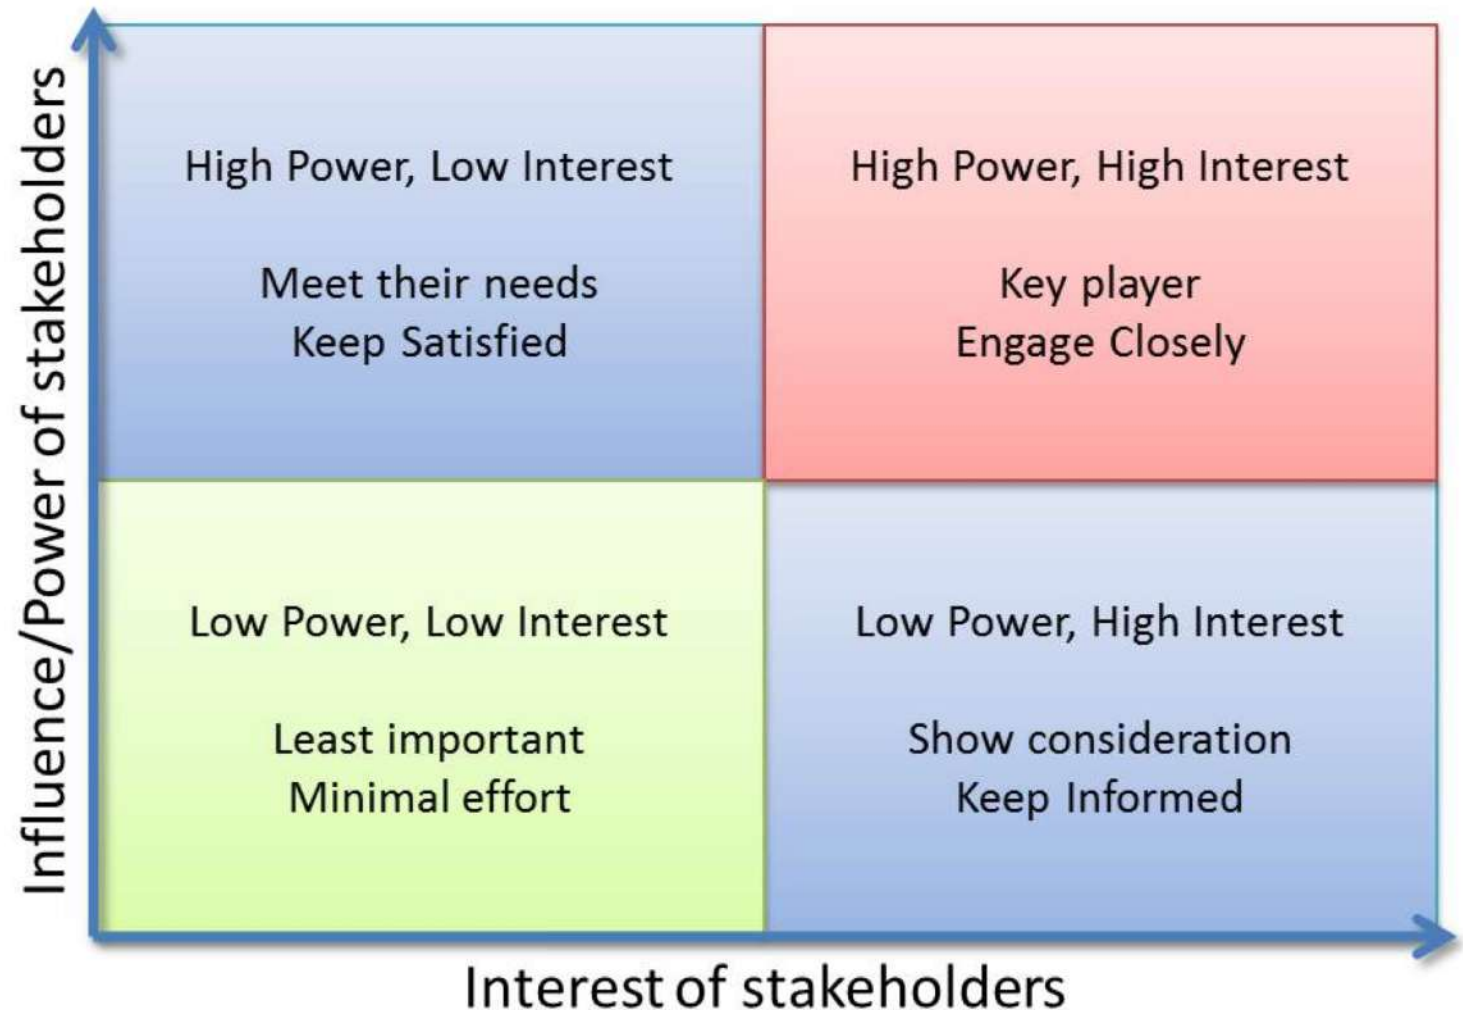 Influence/Power of stakeholders
High Power, Low Interest
Meet their needs
Keep Satisfied
High Power, High Interest
Key player
Engage Closely
Low Power, Low Interest
Least important
Minimal effort
Low Power, High Interest
Show consideration
Keep Informed
Interest of stakeholders